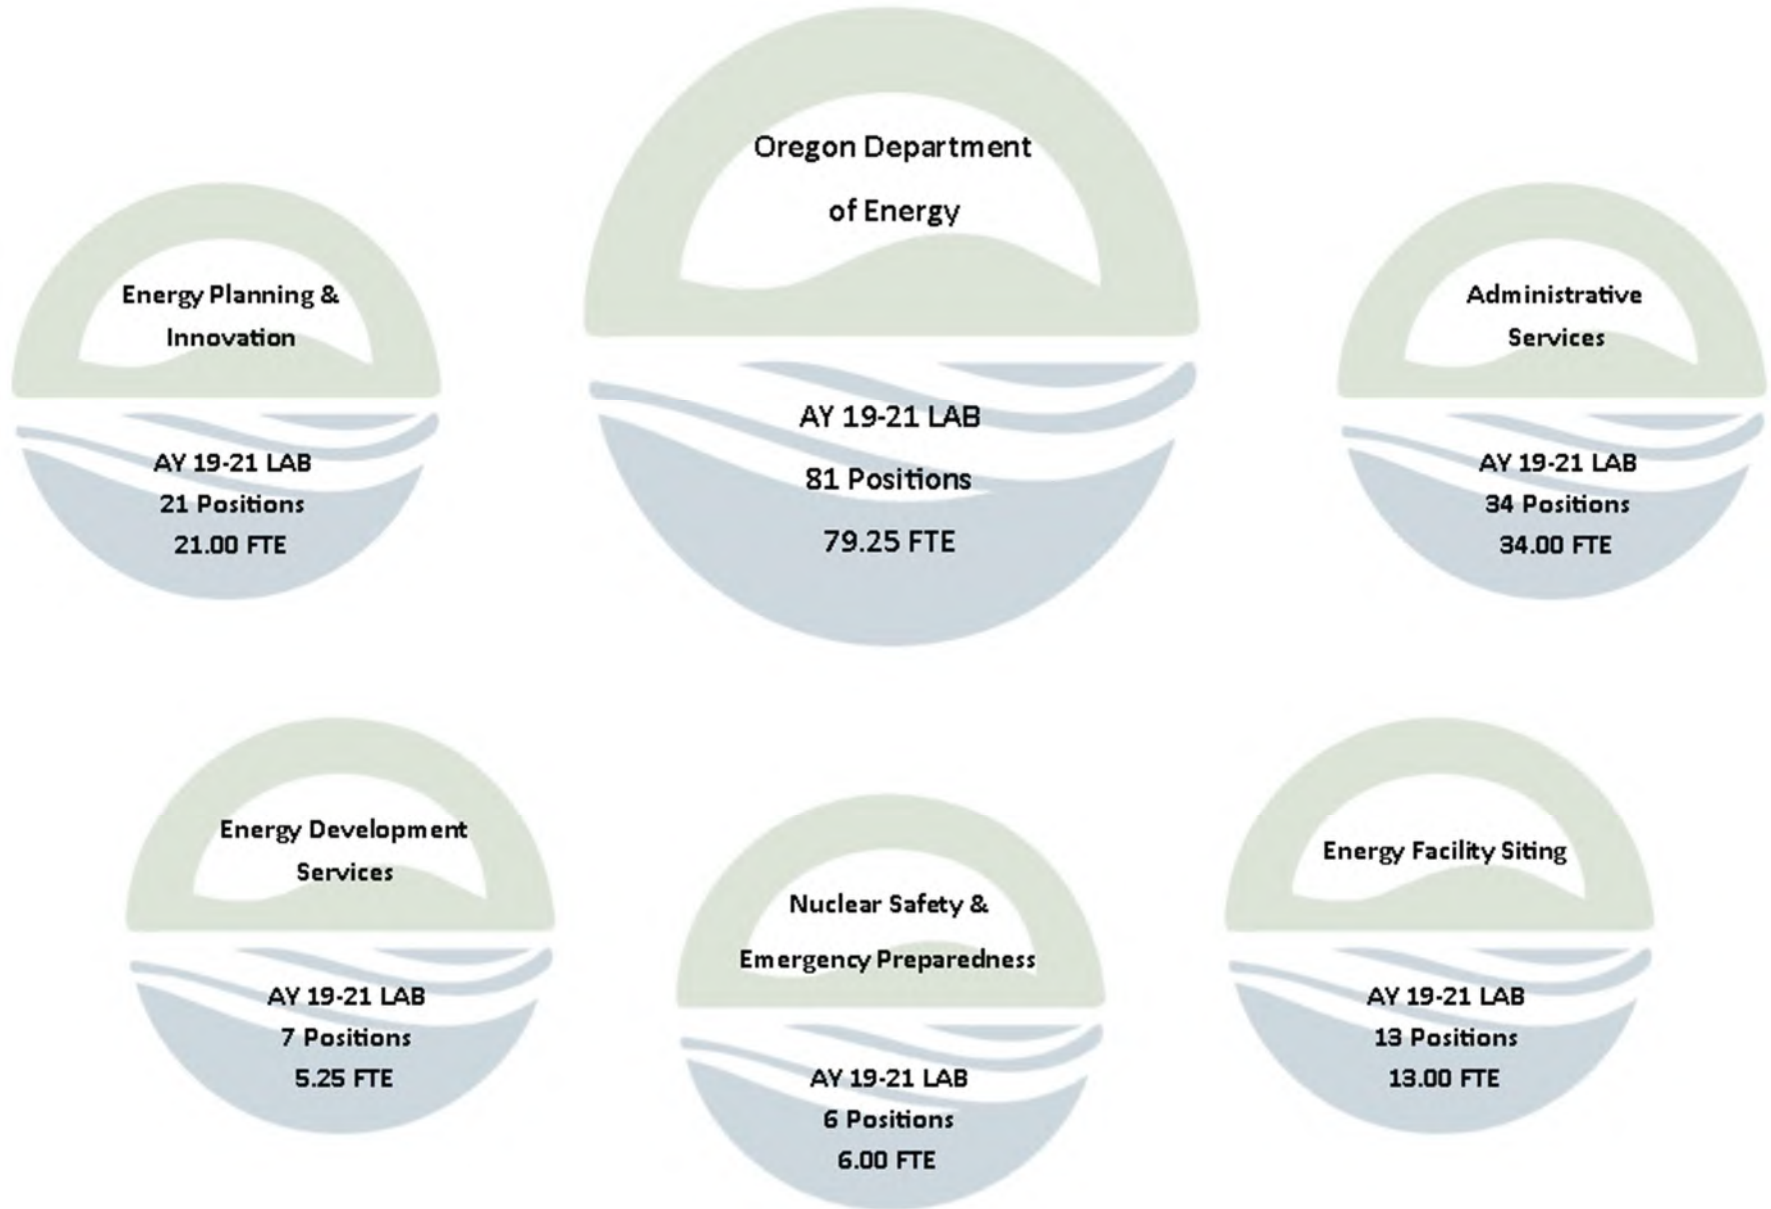 Oregon Department
of Energy
AY 19-21 LAB
81 Positions
79.25 FTE
Energy Planning &
Innovation
AY 19-21 LAB
21 Positions
21.00 FTE
Administrative
Services
AY 19-21 LAB
34 Positions
34.00 FTE
Energy Development
Services
AY 19-21 LAB
7 Positions
5.25 FTE
Nuclear Safety &
Emergency Preparedness
AY 19-21 LAB
6 Positions
6.00 FTE
Energy Facility Siting
AY 19-21 LAB
13 Positions
13.00 FTE